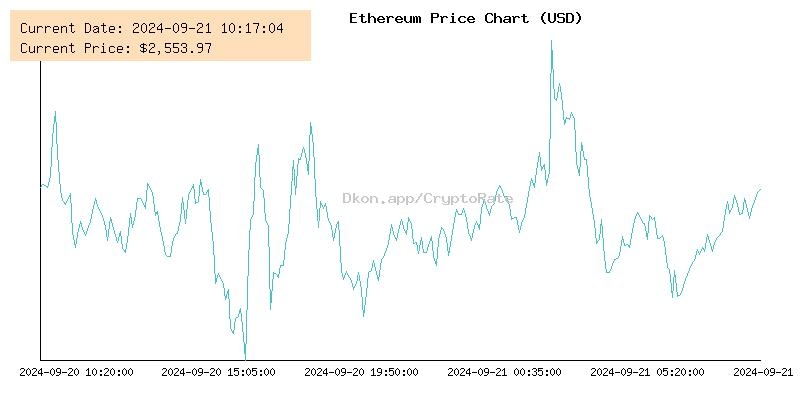 Ethereum Price Chart (USD)
Current Date: 2024-09-21 10:17:04
Current Price: $2,553.97
Dkon.app/CryptoRate
2024-09-20 10:20:00 2024-09-20 15:05:00 2024-09-20 19:50:00 2024-09-21 00:35:00 2024-09-21 05:20:00 2024-09-21